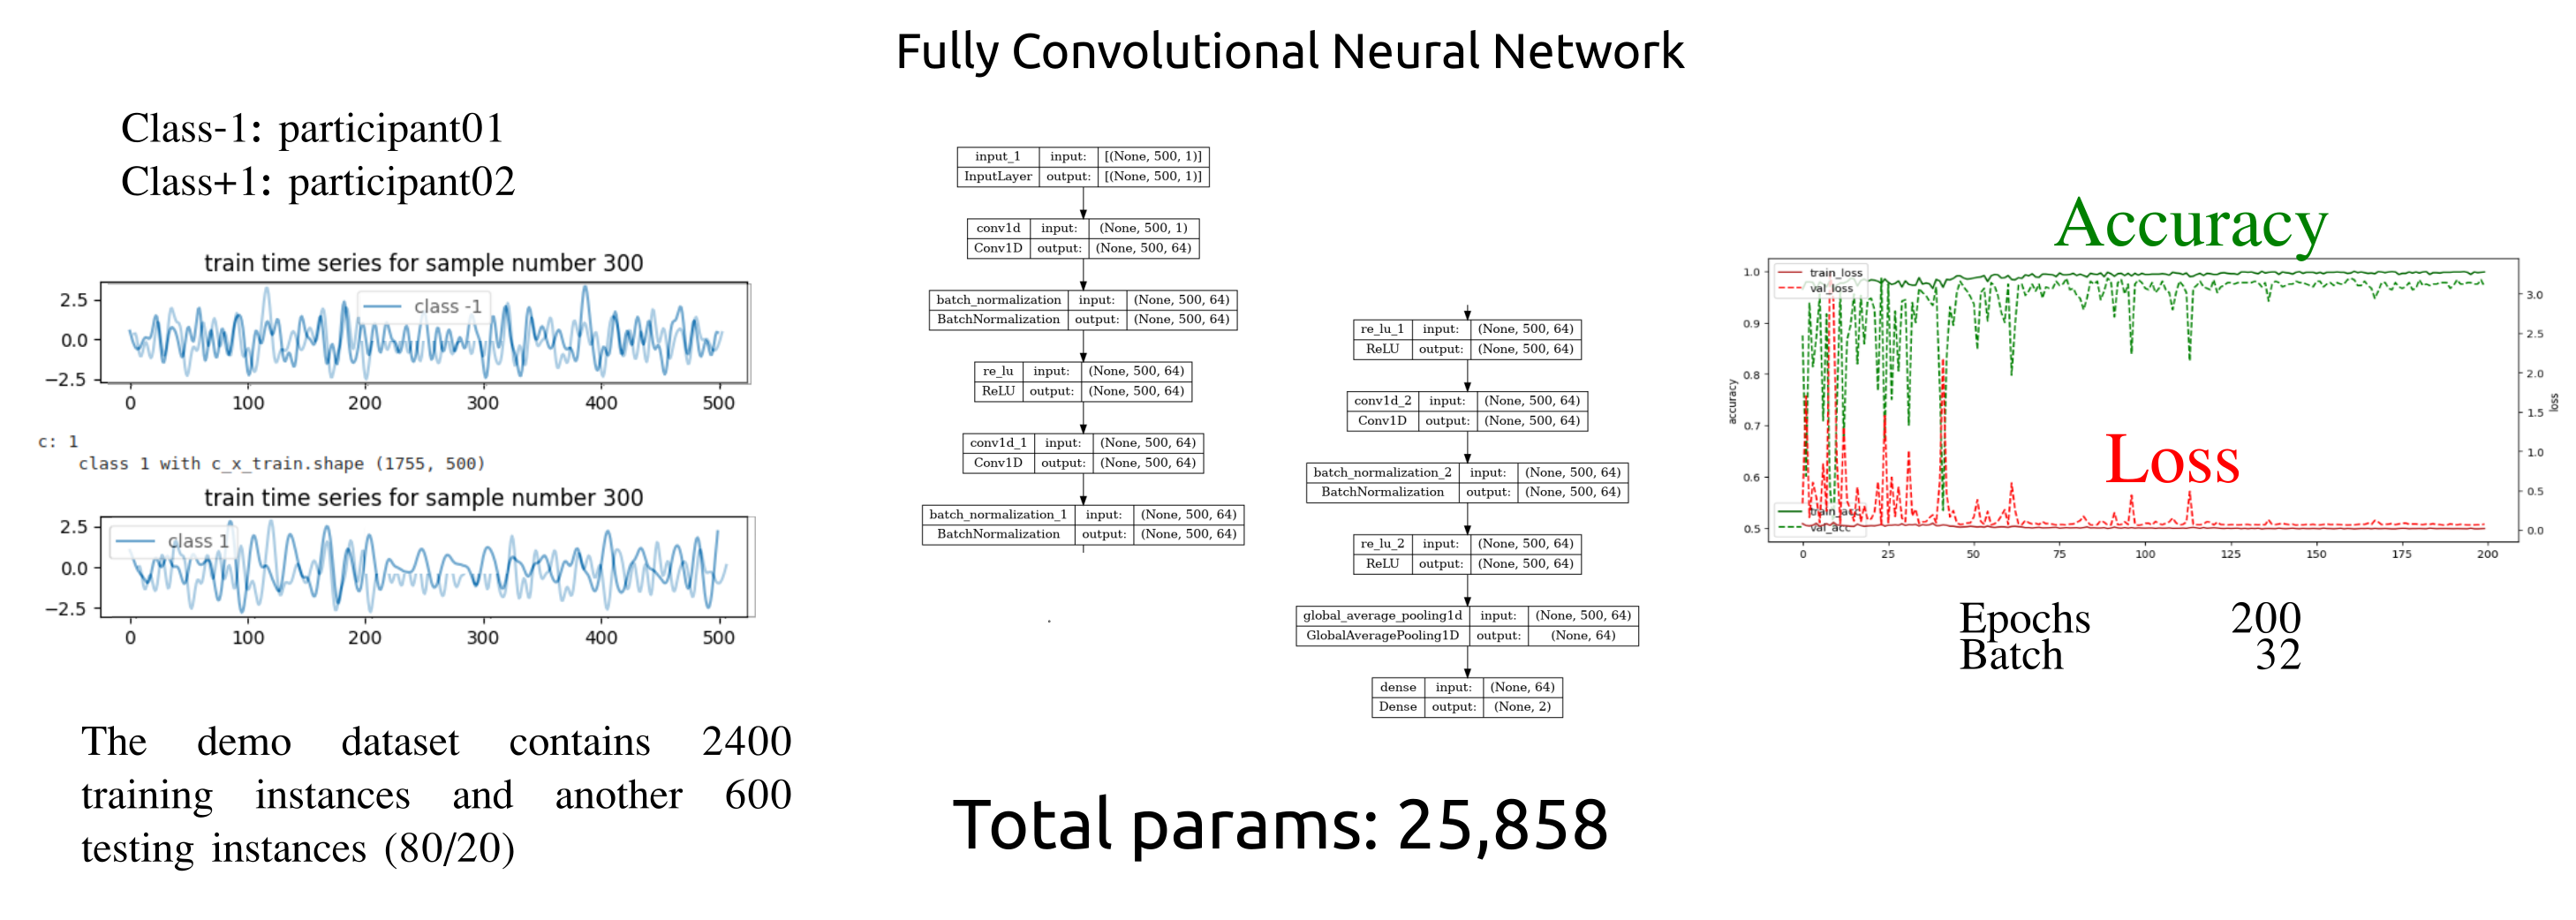 Fully Convolutional Neural Network
Class-1: participant01
Class+1: participant02
train time series for sample number 300
class -1
2.5
0.0
−2.5
0 100 200 300 400 500
c: 1
class 1 with c_x_train.shape (1755, 500)
train time series for sample number 300
class 1
2.5
0.0
−2.5
0 100 200 300 400 500
The demo dataset contains 2400
training instances and another 600
testing instances (80/20)
input_1 input: [(None, 500, 1)]
InputLayer output: [(None, 500, 1)]
conv1d input: (None, 500, 1)
Conv1D output: (None, 500, 64)
batch_normalization input: (None, 500, 64)
BatchNormalization output: (None, 500, 64)
re_lu input: (None, 500, 64)
ReLU output: (None, 500, 64)
conv1d_1 input: (None, 500, 64)
Conv1D output: (None, 500, 64)
batch_normalization_1 input: (None, 500, 64)
BatchNormalization output: (None, 500, 64)
re_lu_1 input: (None, 500, 64)
ReLU output: (None, 500, 64)
conv1d_2 input: (None, 500, 64)
Conv1D output: (None, 500, 64)
batch_normalization_2 input: (None, 500, 64)
BatchNormalization output: (None, 500, 64)
re_lu_2 input: (None, 500, 64)
ReLU output: (None, 500, 64)
global_average_pooling1d input: (None, 500, 64)
GlobalAveragePooling1D output: (None, 64)
dense input: (None, 64)
Dense output: (None, 2)
Total params: 25,858
Accuracy
train_loss
val_loss
1.0
0.9
0.8
0.7
0.6
0.5
accuracy
Loss
train_acc
val_acc
3.0
2.5
2.0
1.5
1.0
0.5
0.0
loss
0 25 50 75 100 125 150 175 200
Epochs 200
Batch 32